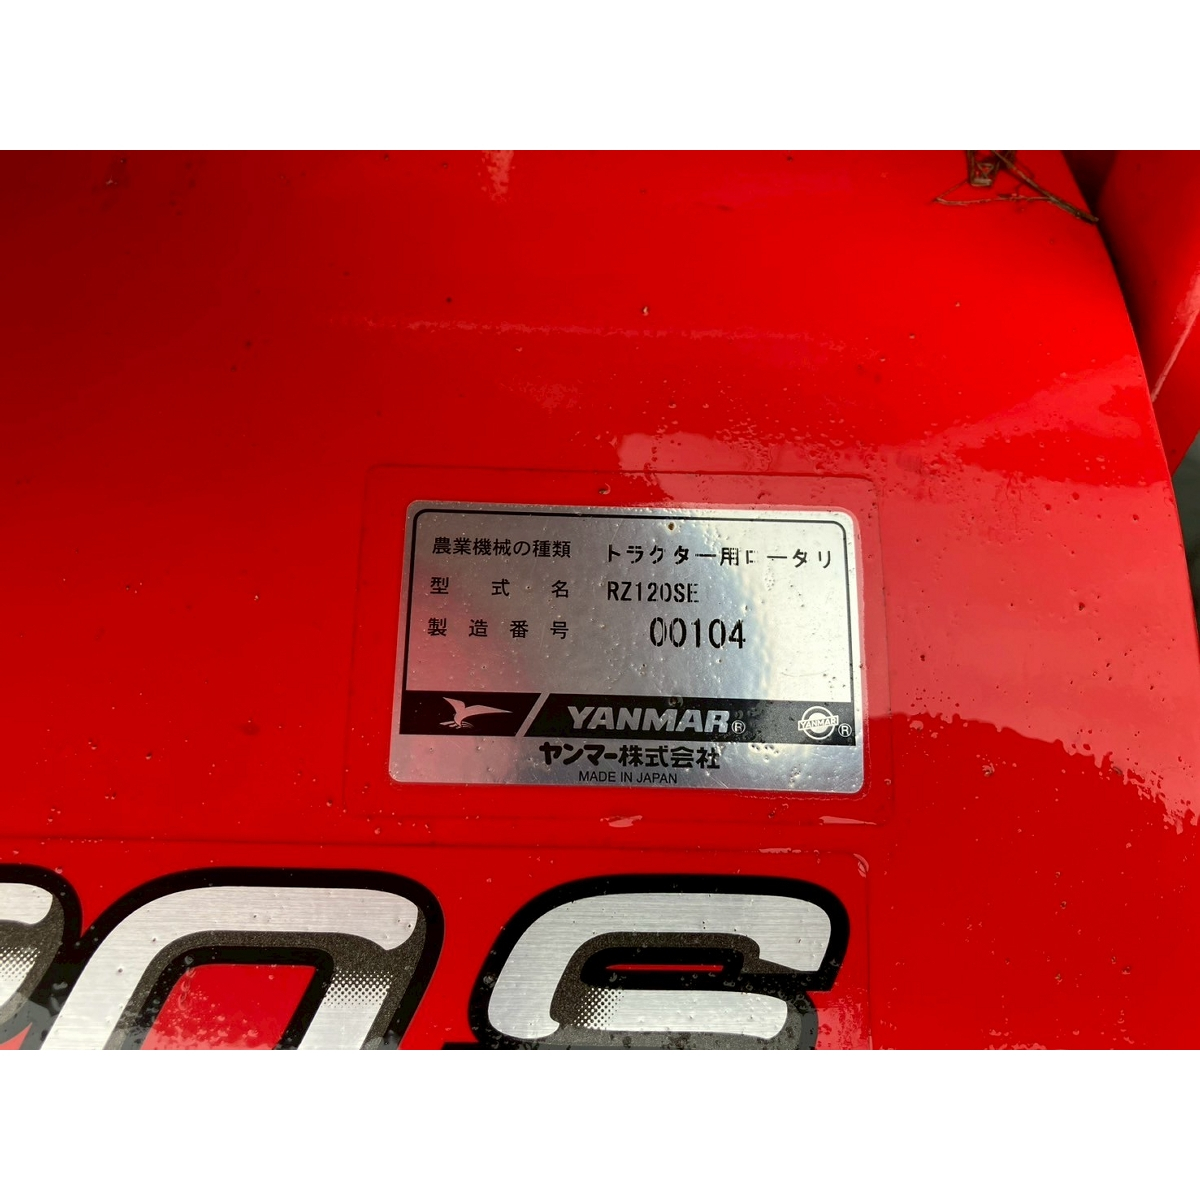 農業機械の種類 トラクター用ロータリ
型式名 RZ120SE
製造番号 00104
YANMAR® YANMAR ®
ヤンマー株式会社
MADE IN JAPAN
0S